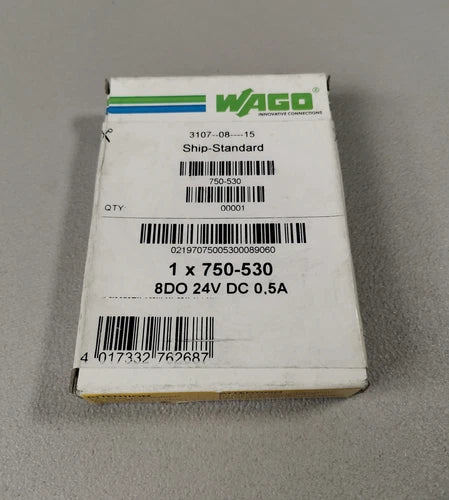 WAGO®
INNOVATIVE CONNECTIONS
3107--08----15
Ship-Standard
750-530
QTY:
00001
02197075005300089060
1 x 750-530
8DO 24V DC 0,5A
4 017332 762687